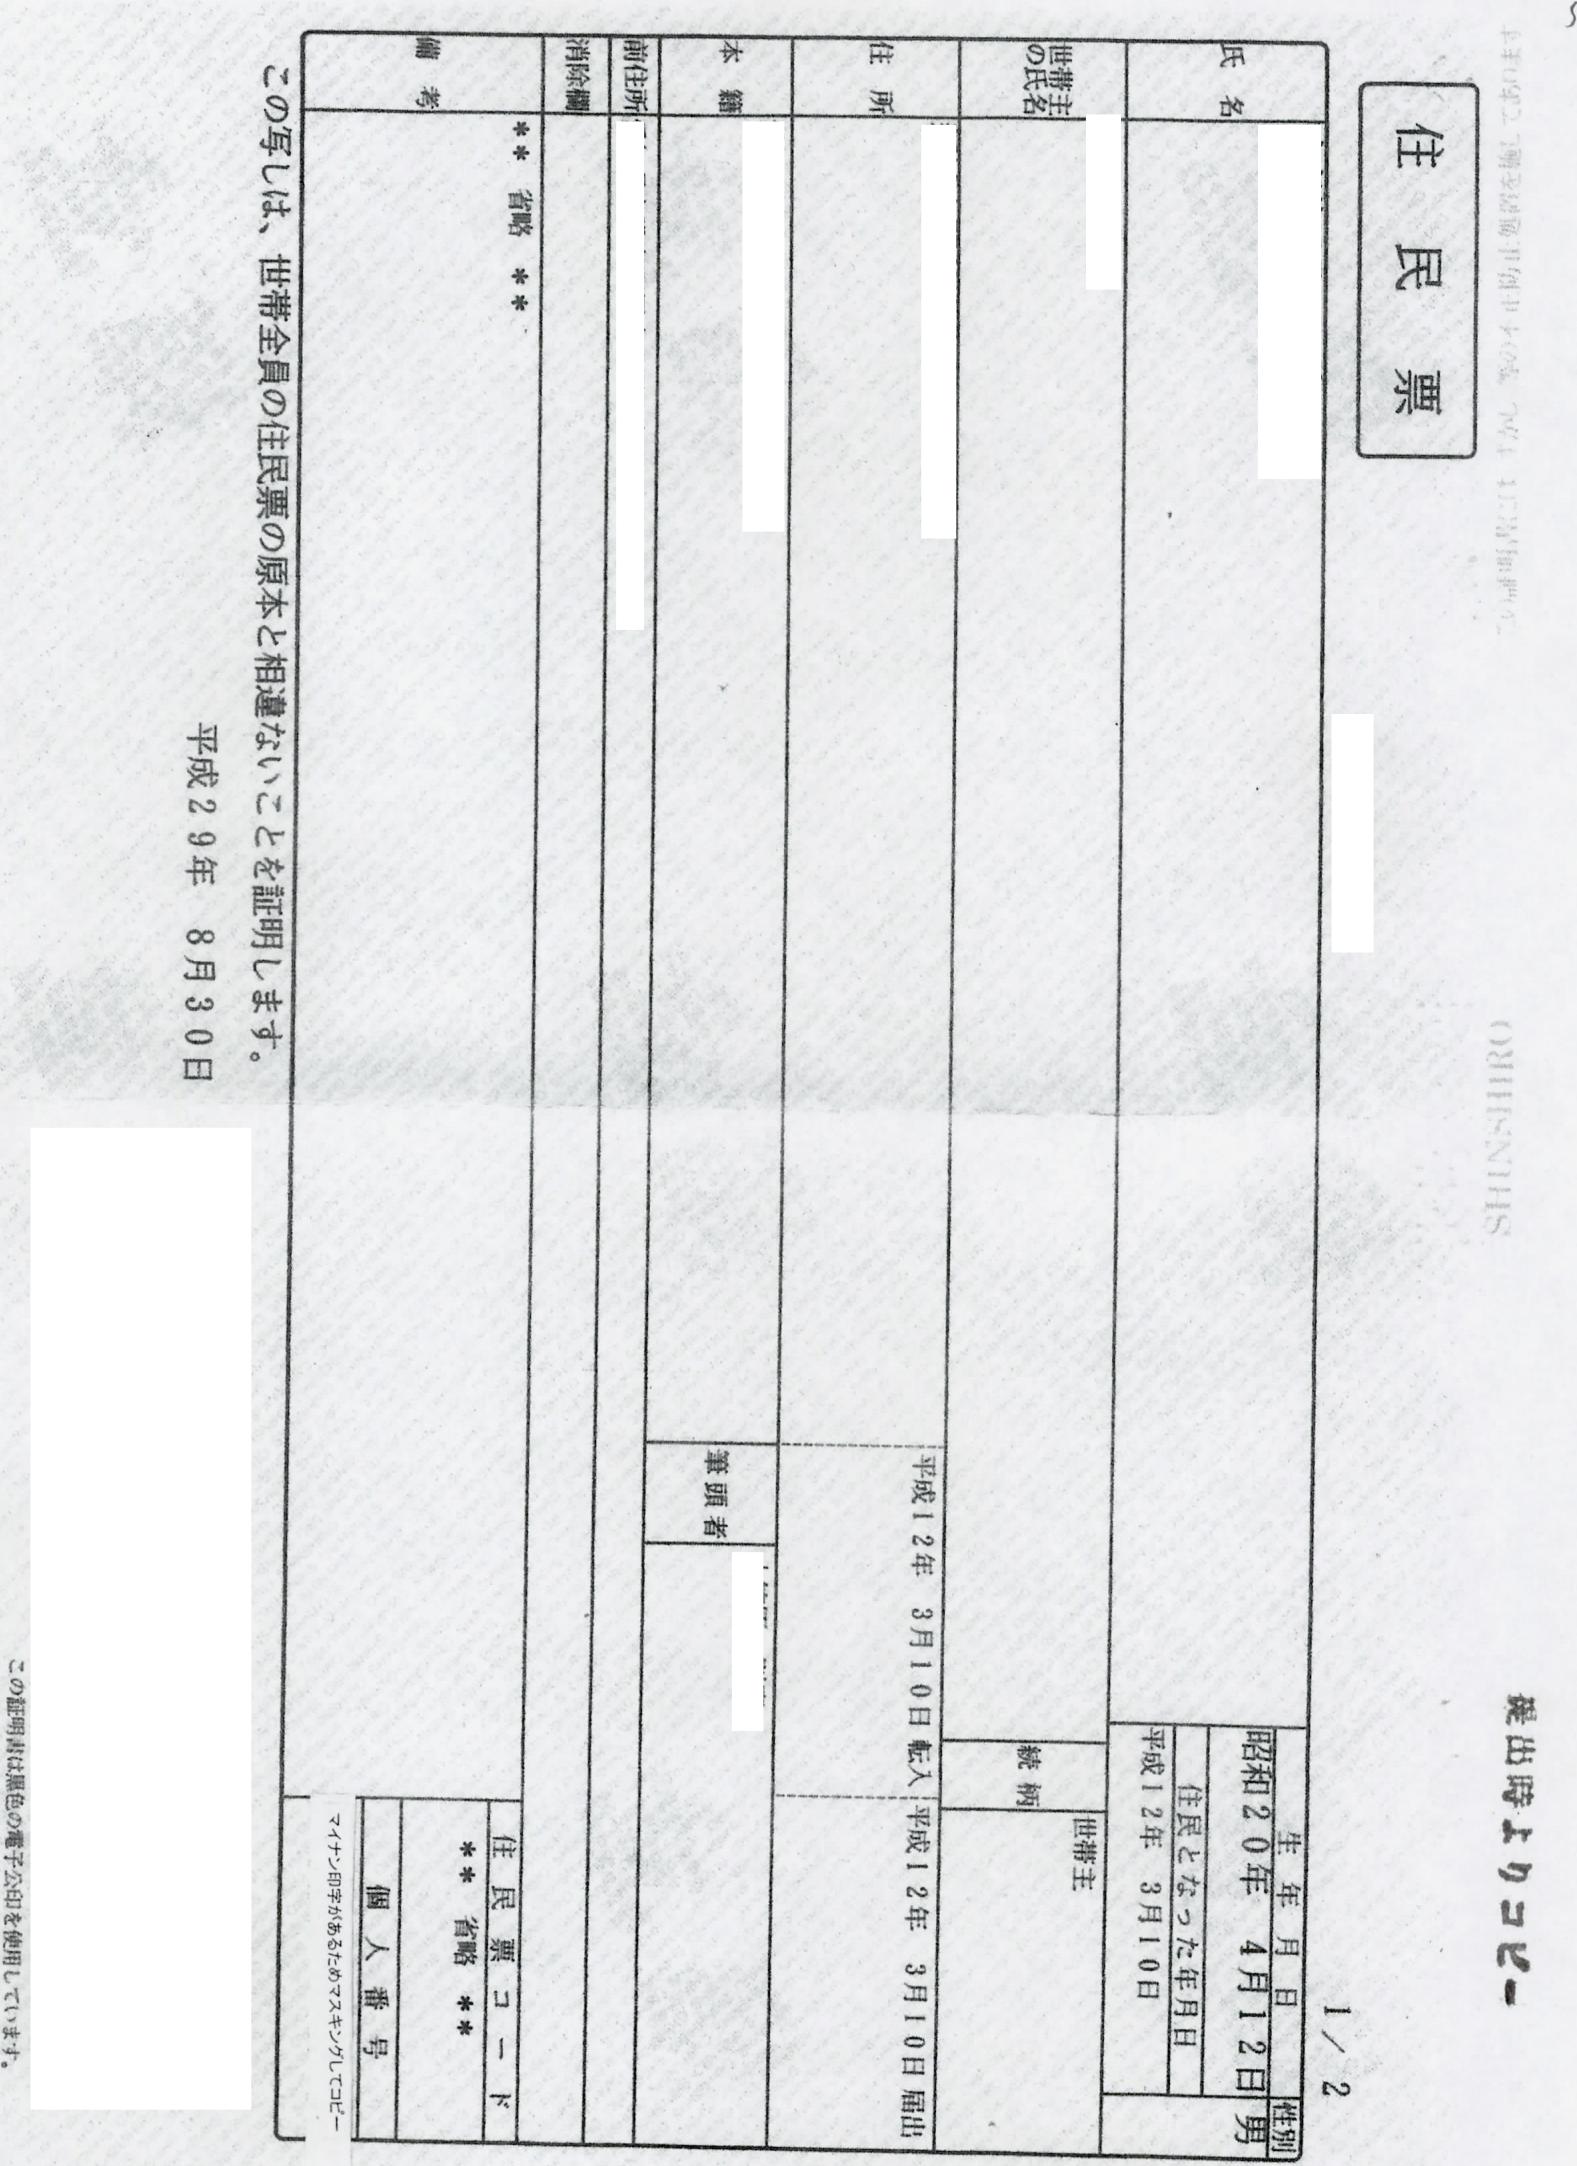 SHINSHIRO
提出時よりコピー
住民票
1/2
氏名
生年月日
性別
昭和20年 4月12日
男
住民となった年月日
平成12年 3月10日
世帯主の氏名
続柄
世帯主
住所
平成12年 3月10日 転入
平成12年 3月10日 届出
本籍
筆頭者
前住所
消除欄
備考
** 省略 **
住民票コード
** 省略 **
個人番号
マイナン印字があるためマスキングしてコピー
この写しは、世帯全員の住民票の原本と相違ないことを証明します。
平成29年 8月30日
この証明書は黒色の電子公印を使用しています。